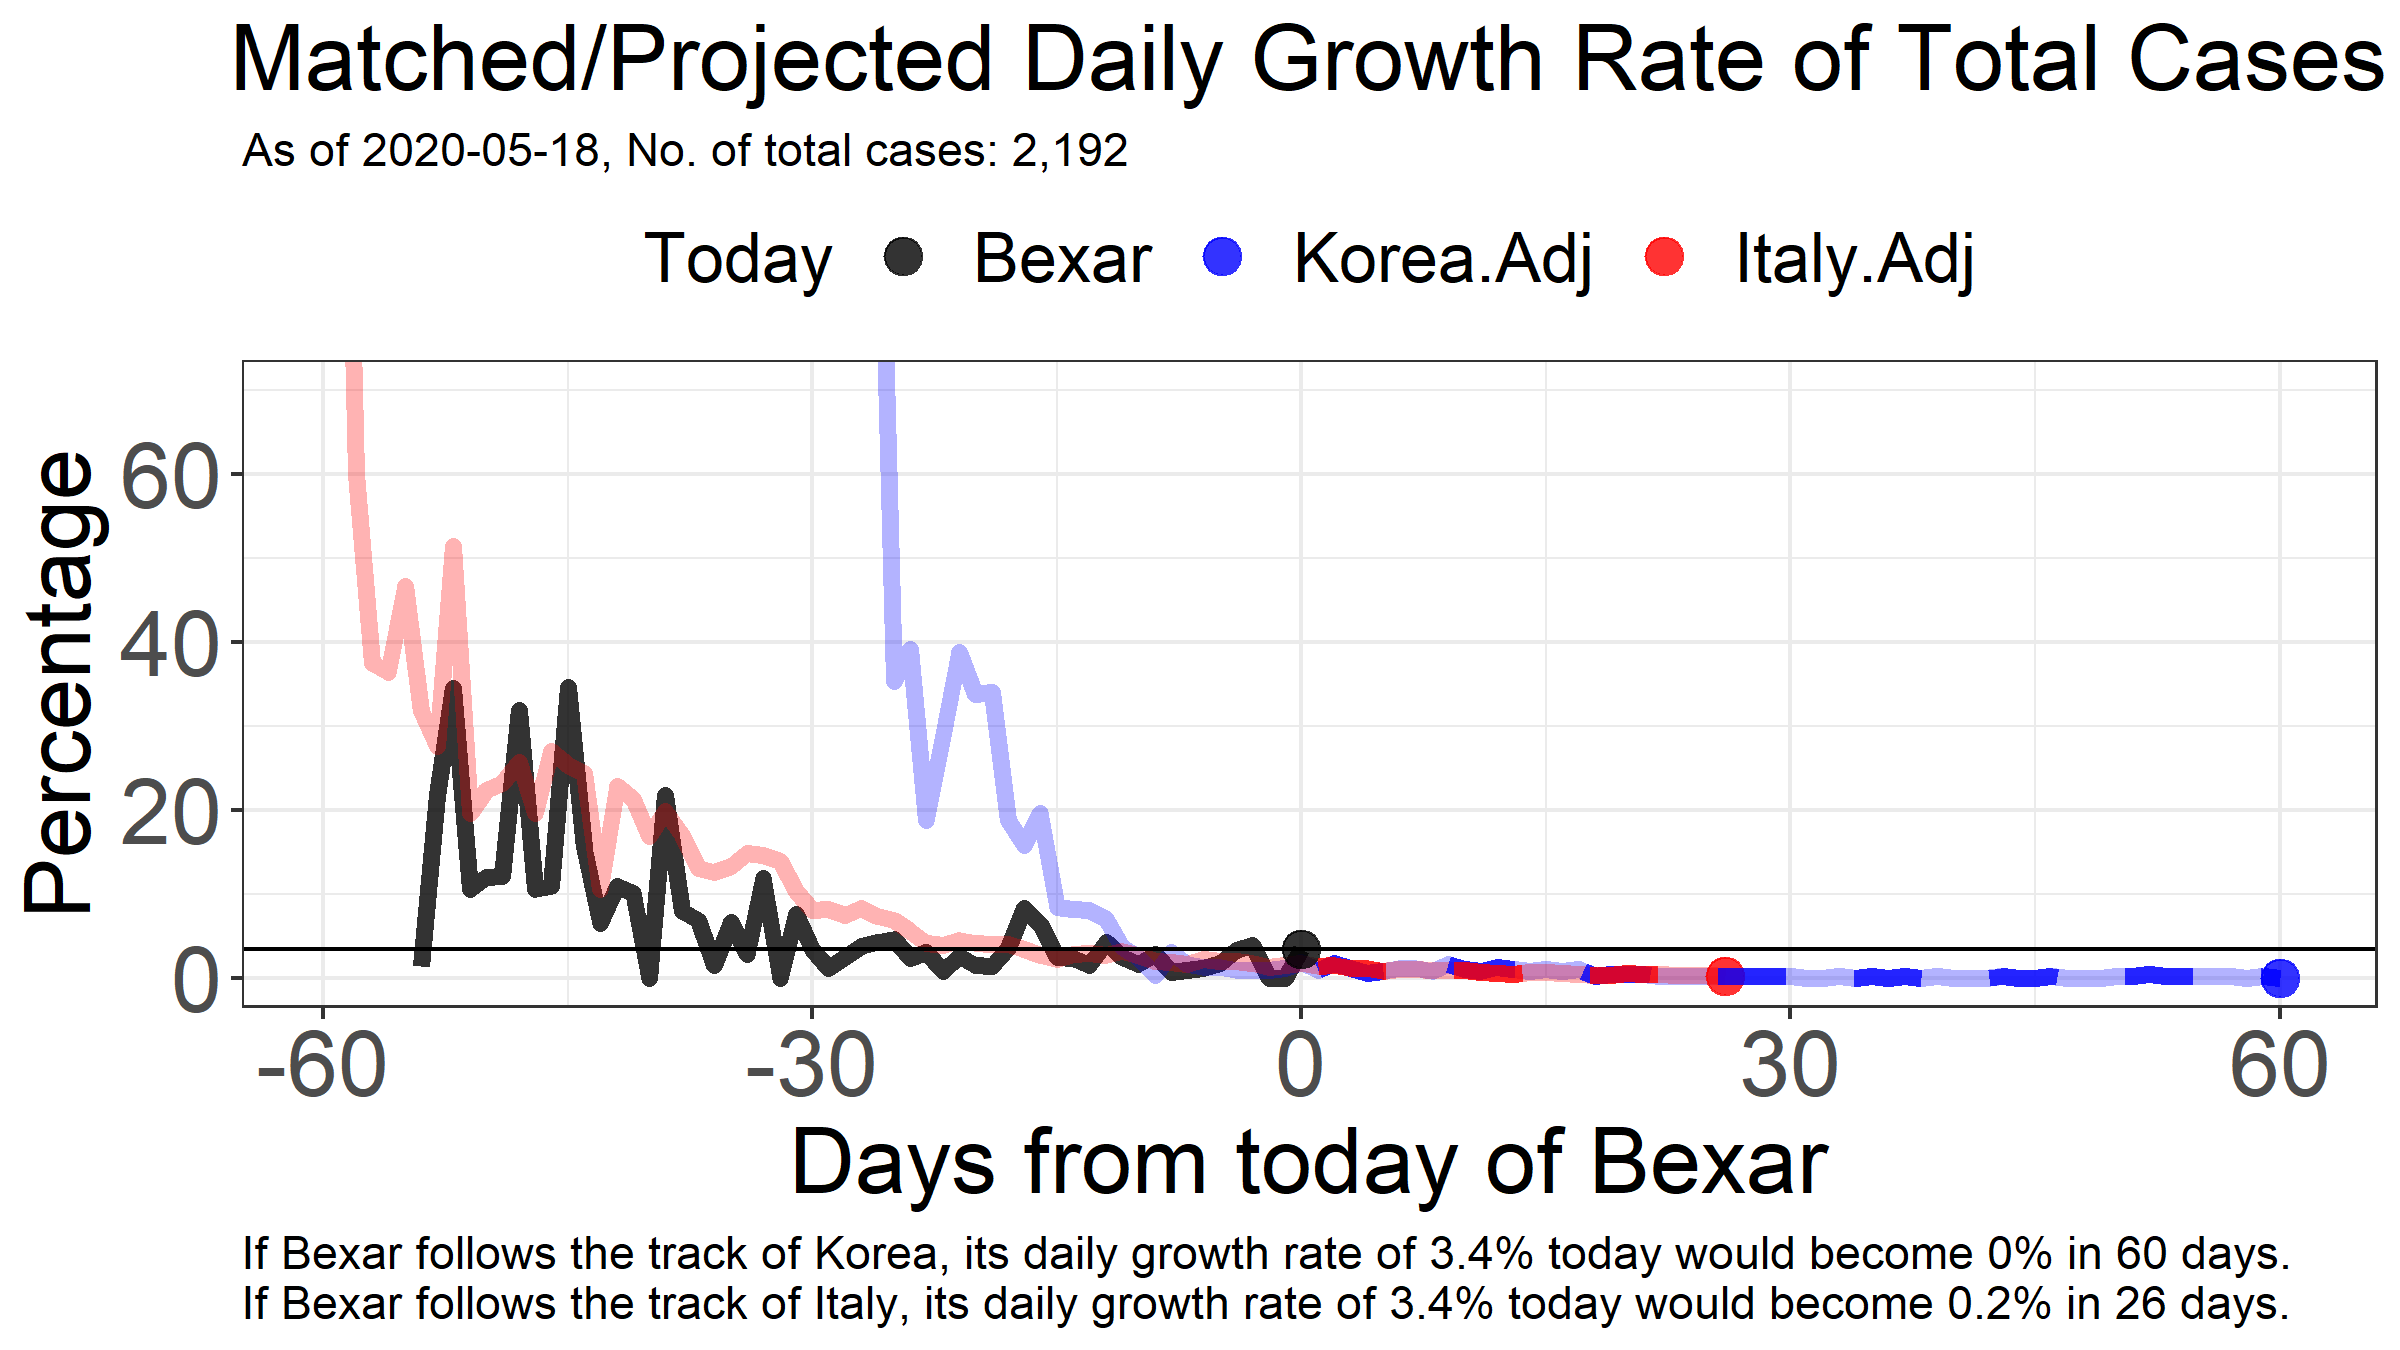 Matched/Projected Daily Growth Rate of Total Cases
As of 2020-05-18, No. of total cases: 2,192
Today Bexar Korea.Adj Italy.Adj
Percentage
60
40
20
0
-60 -30 0 30 60
Days from today of Bexar
If Bexar follows the track of Korea, its daily growth rate of 3.4% today would become 0% in 60 days.
If Bexar follows the track of Italy, its daily growth rate of 3.4% today would become 0.2% in 26 days.